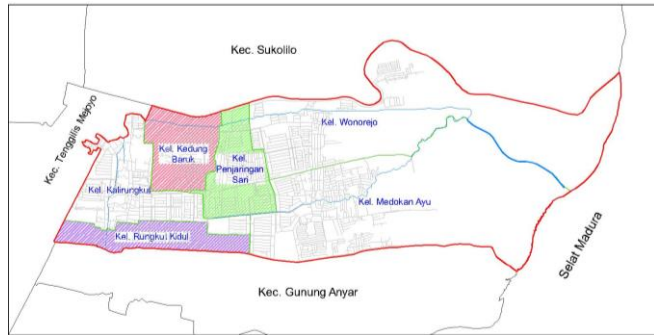 Kec. Sukolilo
Kec. Tenggilis Mejoyo
Kel. Wonorejo
Kel. Kedung
Baruk
Kel.
Penjaringan
Sari
Kel. Kalirungkut
Kel. Medokan Ayu
Kel. Rungkut Kidul
Selat Madura
Kec. Gunung Anyar